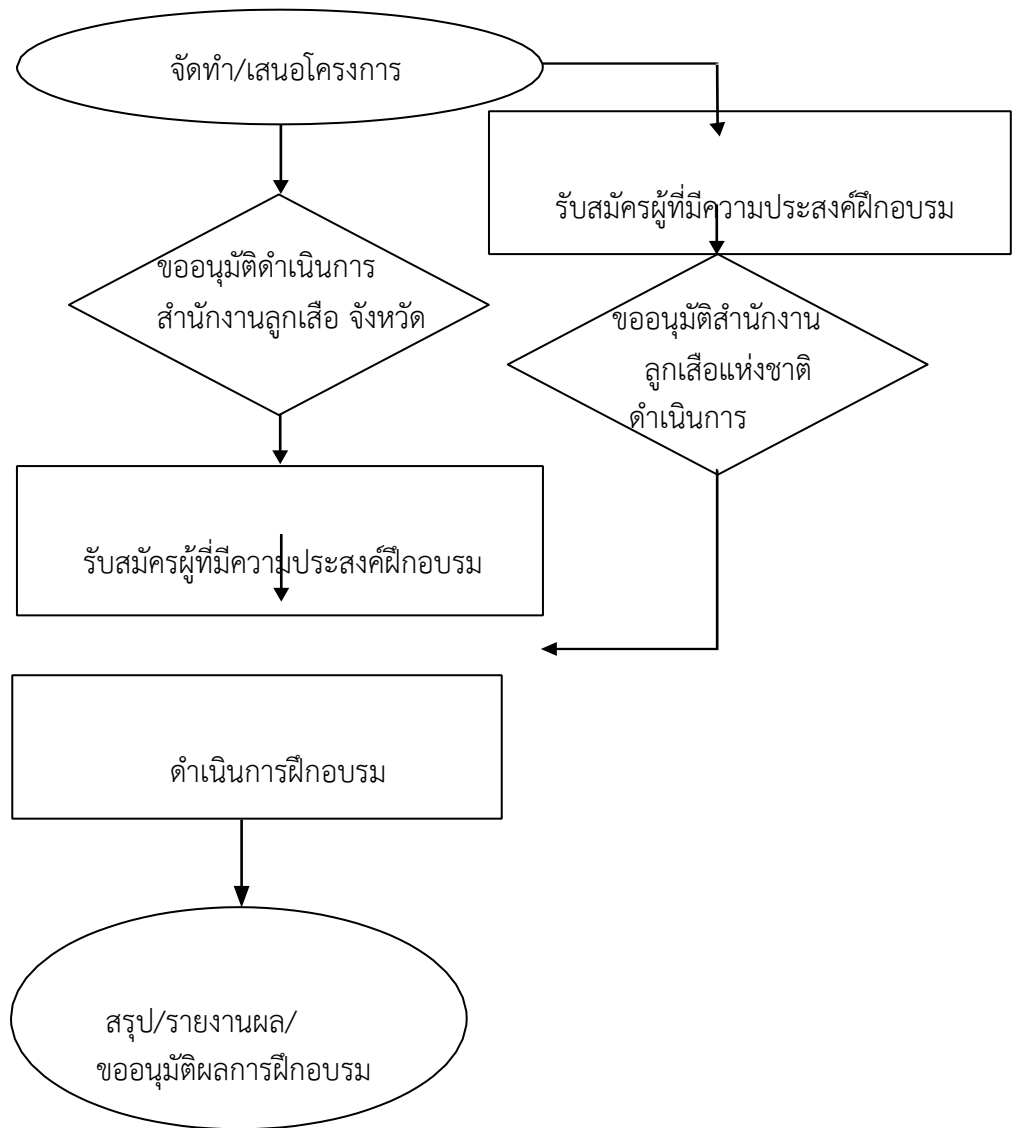 จัดทำ/เสนอโครงการ
รับสมัครผู้ที่มีความประสงค์ฝึกอบรม
ขออนุมัติดำเนินการ
สำนักงานลูกเสือ จังหวัด
ขออนุมัติสำนักงาน
ลูกเสือแห่งชาติ
ดำเนินการ
รับสมัครผู้ที่มีความประสงค์ฝึกอบรม
ดำเนินการฝึกอบรม
สรุป/รายงานผล/
ขออนุมัติผลการฝึกอบรม